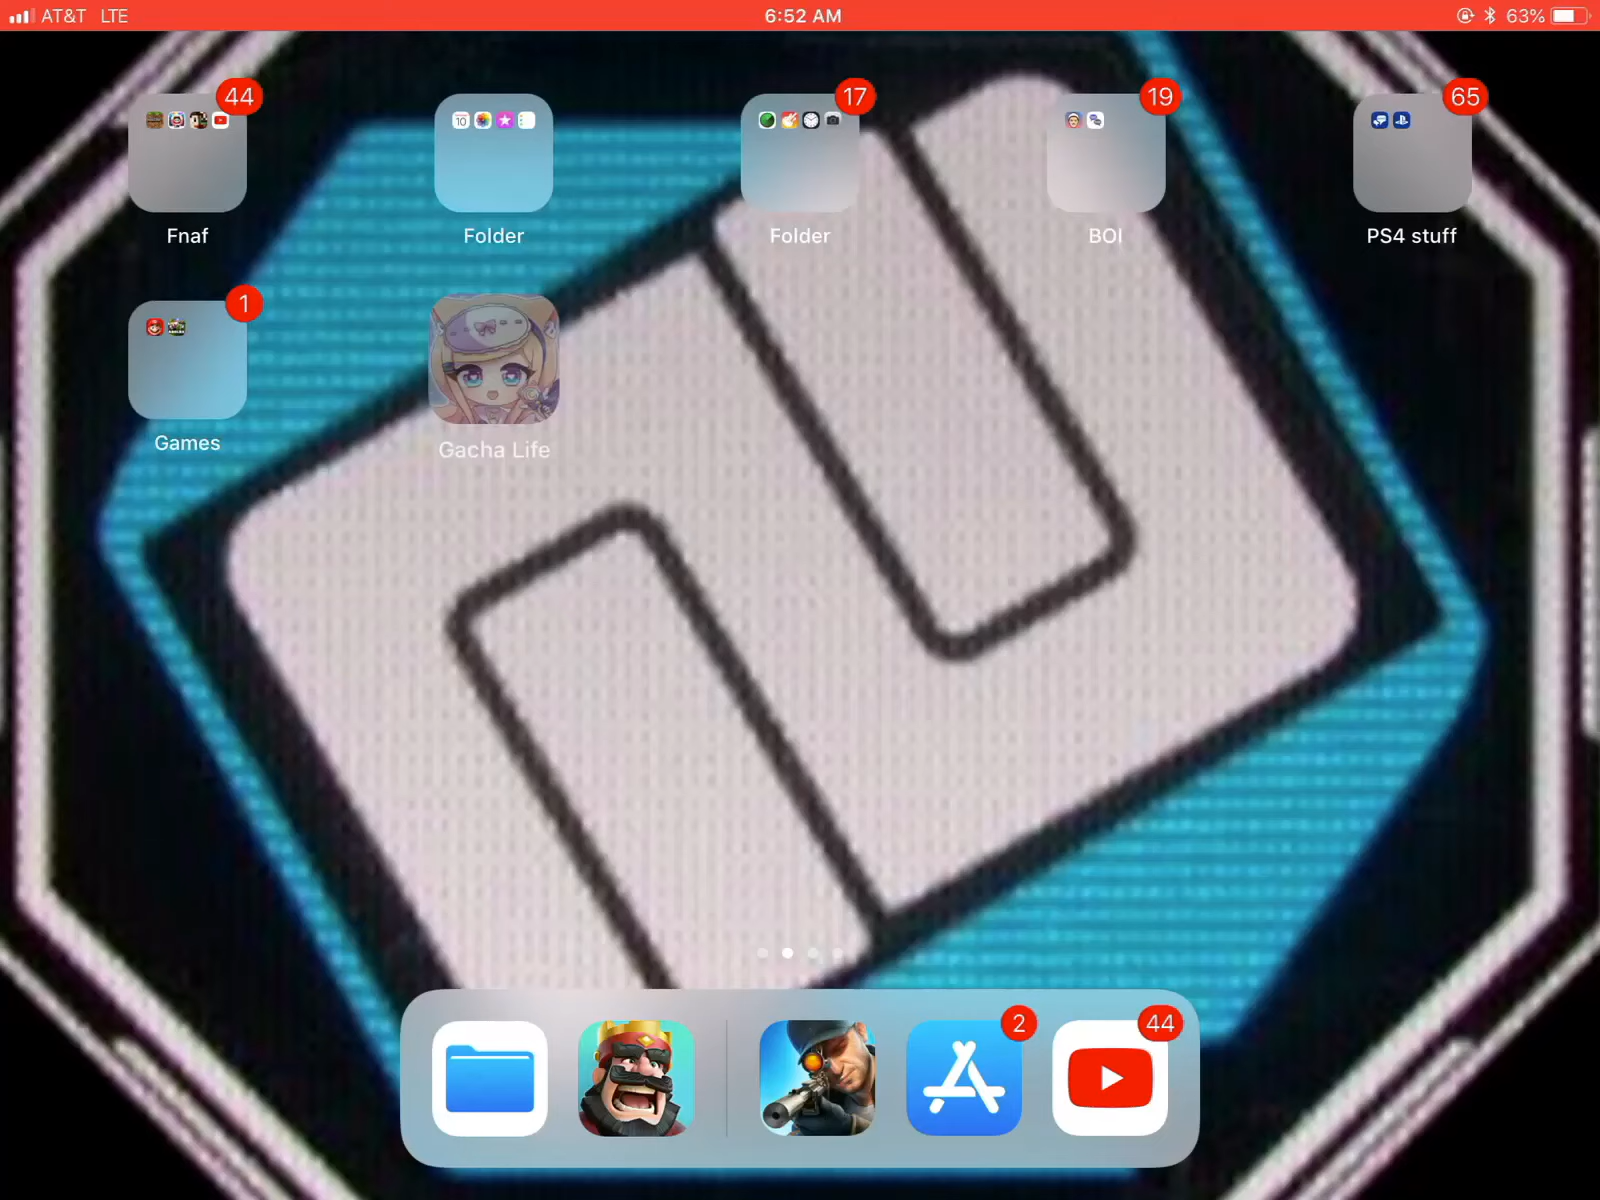 AT&T LTE 6:52 AM 63%
44 17 19 65
10
Fnaf Folder Folder BOI PS4 stuff
1
Games Gacha Life
2 44